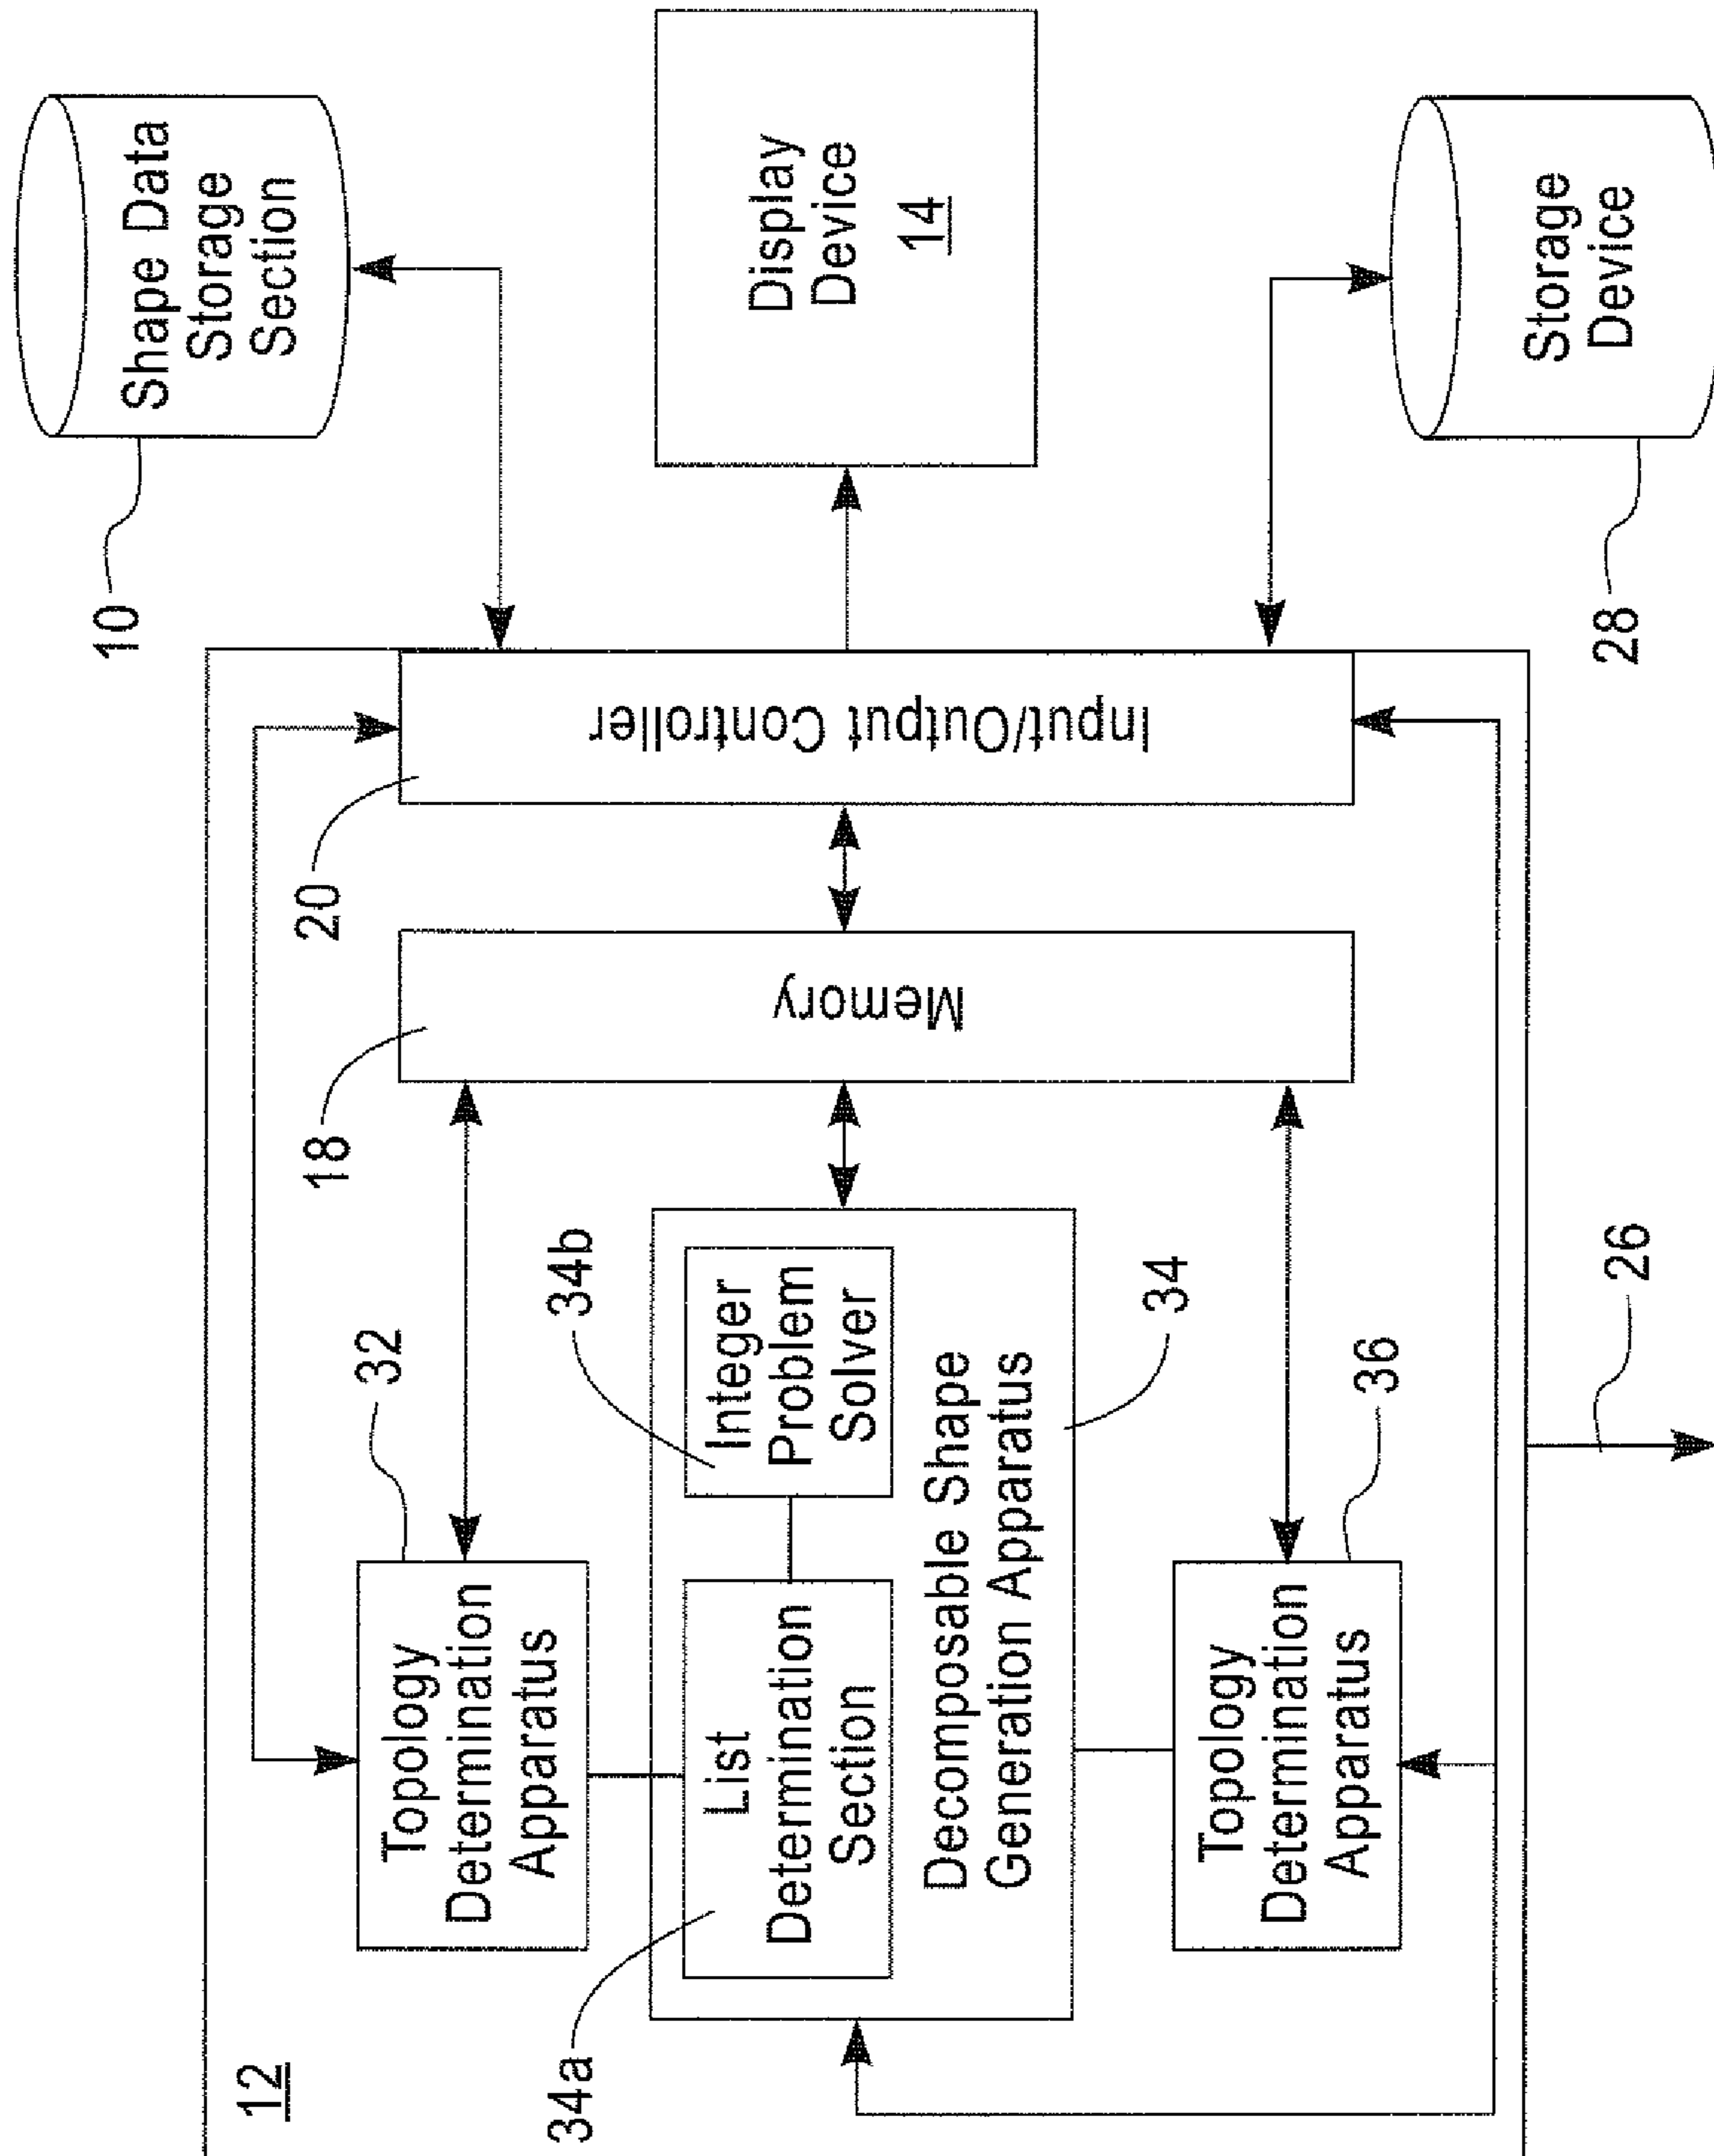 12
32
Topology
Determination
Apparatus
34a
List
Determination
Section
34b
Integer
Problem
Solver
Decomposable Shape
Generation Apparatus
34
Topology
Determination
Apparatus
36
18
Memory
20
Input/Output Controller
26
10
Shape Data
Storage
Section
Display
Device
14
Storage
Device
28